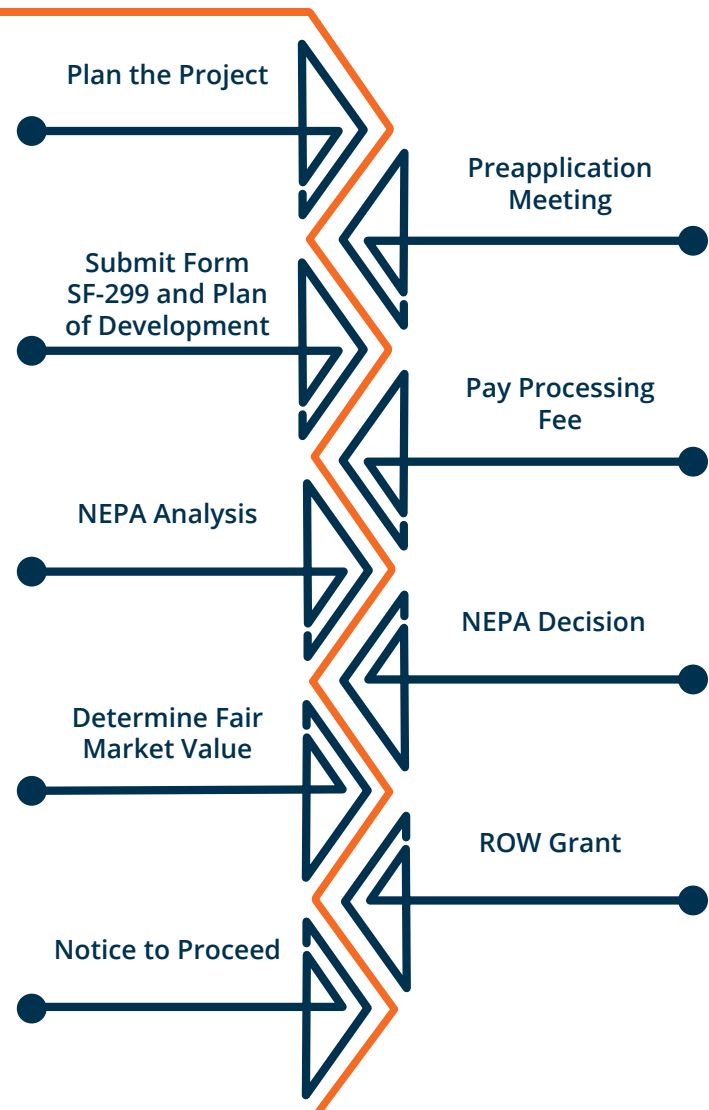 Plan the Project
Preapplication
Meeting
Submit Form
SF-299 and Plan
of Development
Pay Processing
Fee
NEPA Analysis
NEPA Decision
Determine Fair
Market Value
ROW Grant
Notice to Proceed